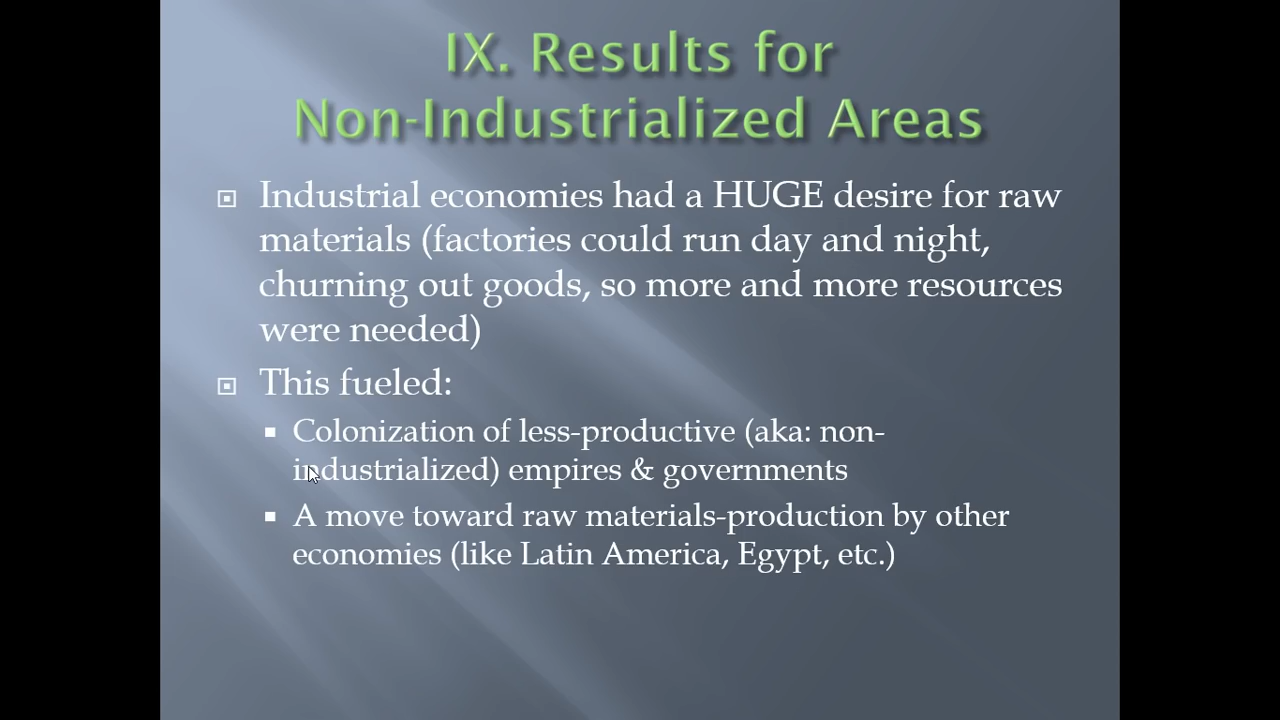 IX. Results for
Non-Industrialized Areas
Industrial economies had a HUGE desire for raw
materials (factories could run day and night,
churning out goods, so more and more resources
were needed)
This fueled:
Colonization of less-productive (aka: non-
industrialized) empires & governments
A move toward raw materials-production by other
economies (like Latin America, Egypt, etc.)